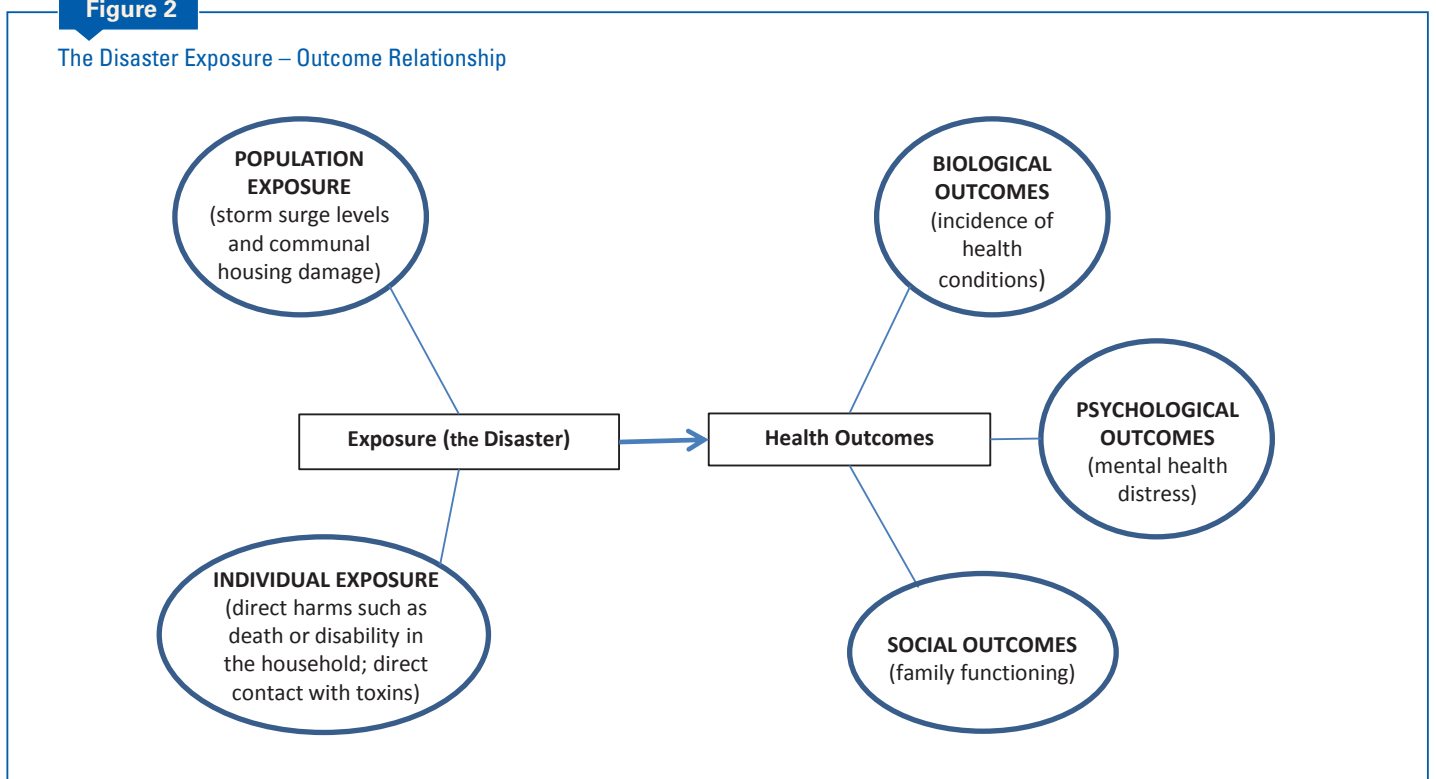 Figure 2
The Disaster Exposure – Outcome Relationship
POPULATION
EXPOSURE
(storm surge levels
and communal
housing damage)
BIOLOGICAL
OUTCOMES
(incidence of
health
conditions)
Exposure (the Disaster)
Health Outcomes
PSYCHOLOGICAL
OUTCOMES
(mental health
distress)
INDIVIDUAL EXPOSURE
(direct harms such as
death or disability in
the household; direct
contact with toxins)
SOCIAL OUTCOMES
(family functioning)